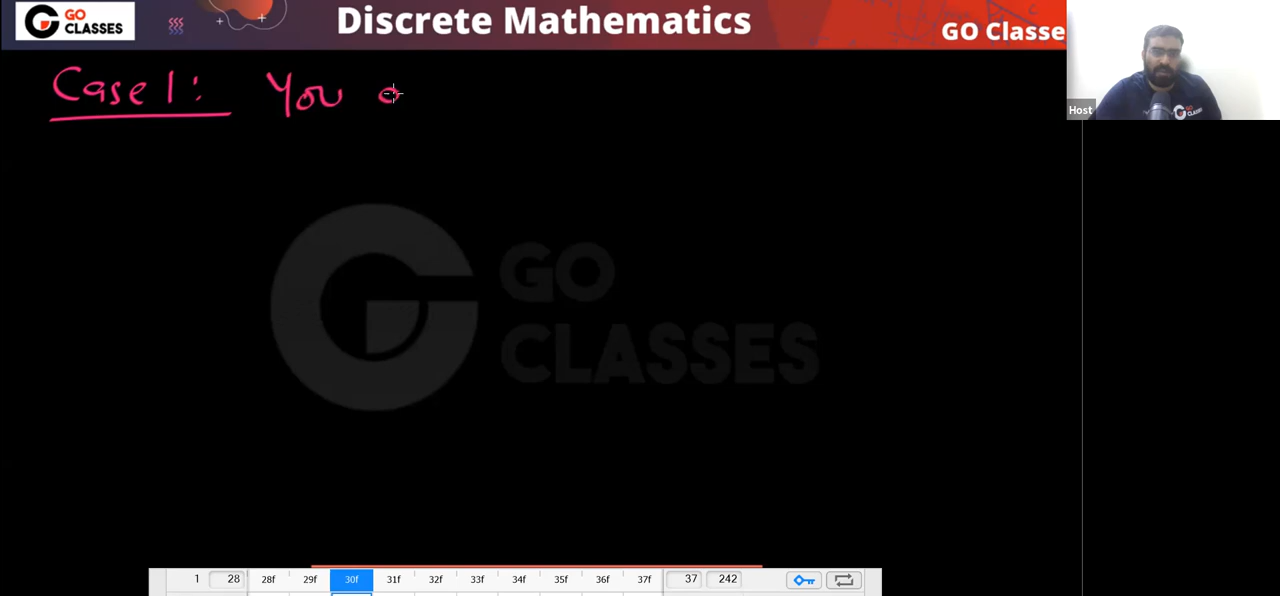 GO
CLASSES
Discrete Mathematics
GO Classe
Case 1: You
Host
GO
CLASSES
1 28 28f 29f 30f 31f 32f 33f 34f 35f 36f 37f 37 242